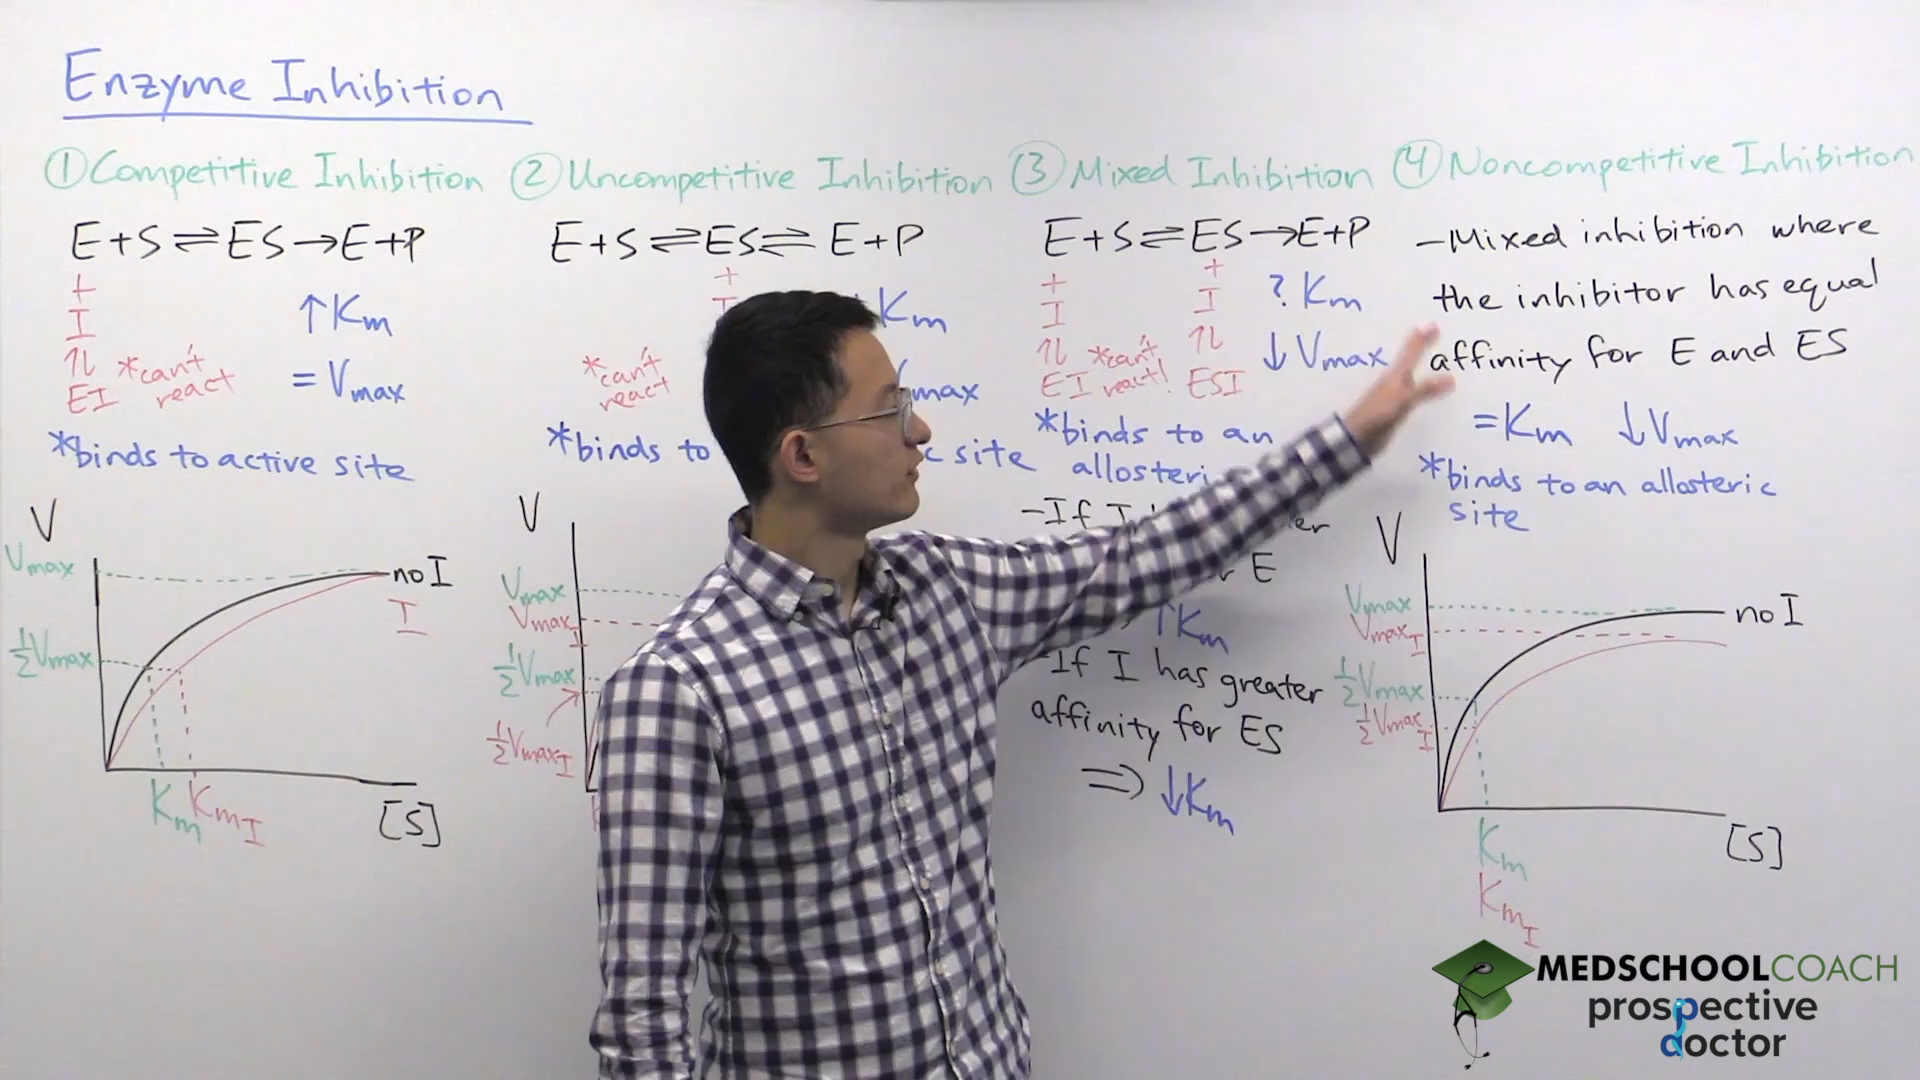 Enzyme Inhibition
① Competitive Inhibition
E+S⇌ES→E+P
+
I
↑Km
⇌
*can't
react
EI
= Vmax
*binds to active site
V
Vmax
no I
I
½Vmax
Km
KmI
[S]
② Uncompetitive Inhibition
E+S⇌ES⇌E+P
+
I
Km
*can't
react
max
*binds to
c site
V
Vmax
VmaxI
½Vmax
½VmaxI
③ Mixed Inhibition
E+S⇌ES→E+P
+
+
I
I
? Km
⇌
*can't
react!
⇌
↓Vmax
EI
ESI
*binds to an
allosteri
-If I
E
↑Km
-If I has greater
affinity for ES
⇒ ↓Km
④ Noncompetitive Inhibition
-Mixed inhibition where
the inhibitor has equal
affinity for E and ES
=Km ↓Vmax
*binds to an allosteric
site
V
Vmax
no I
VmaxI
½Vmax
½VmaxI
Km
KmI
[S]
MEDSCHOOLCOACH
prospective
doctor